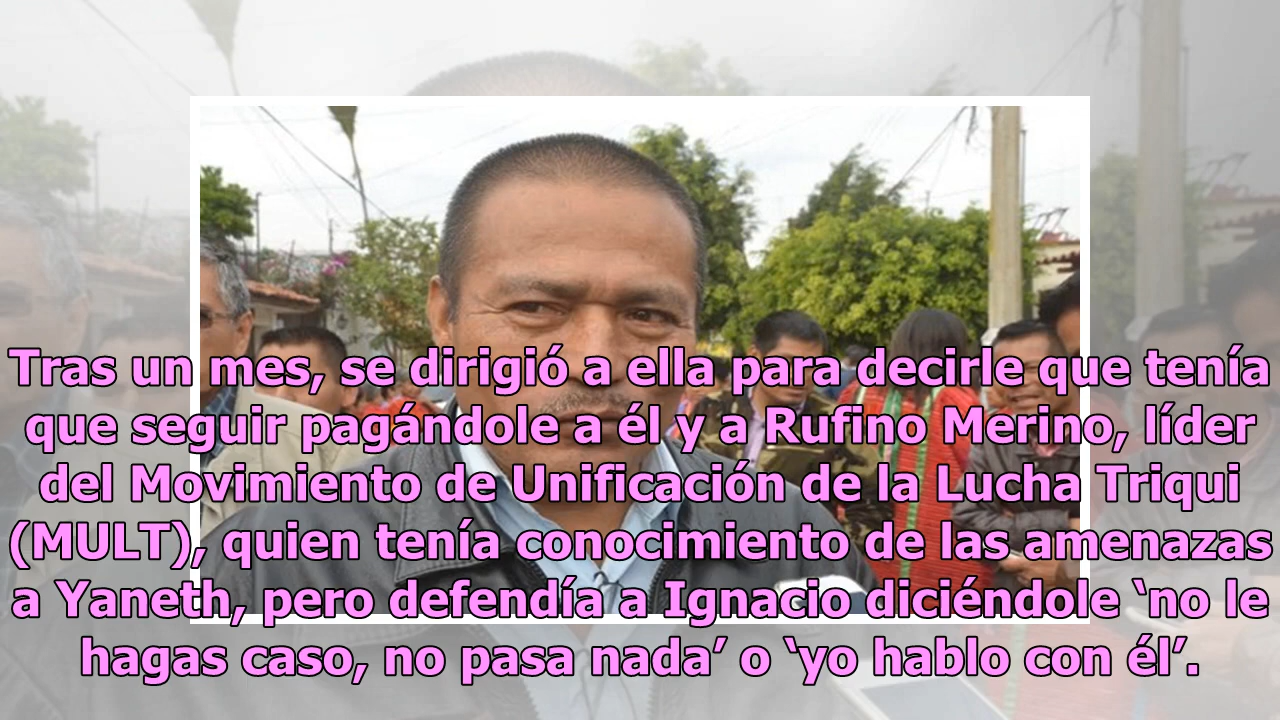 Tras un mes, se dirigió a ella para decirle que tenía
que seguir pagándole a él y a Rufino Merino, líder
del Movimiento de Unificación de la Lucha Triqui
(MULT), quien tenía conocimiento de las amenazas
a Yaneth, pero defendía a Ignacio diciéndole ‘no le
hagas caso, no pasa nada’ o ‘yo hablo con él’.